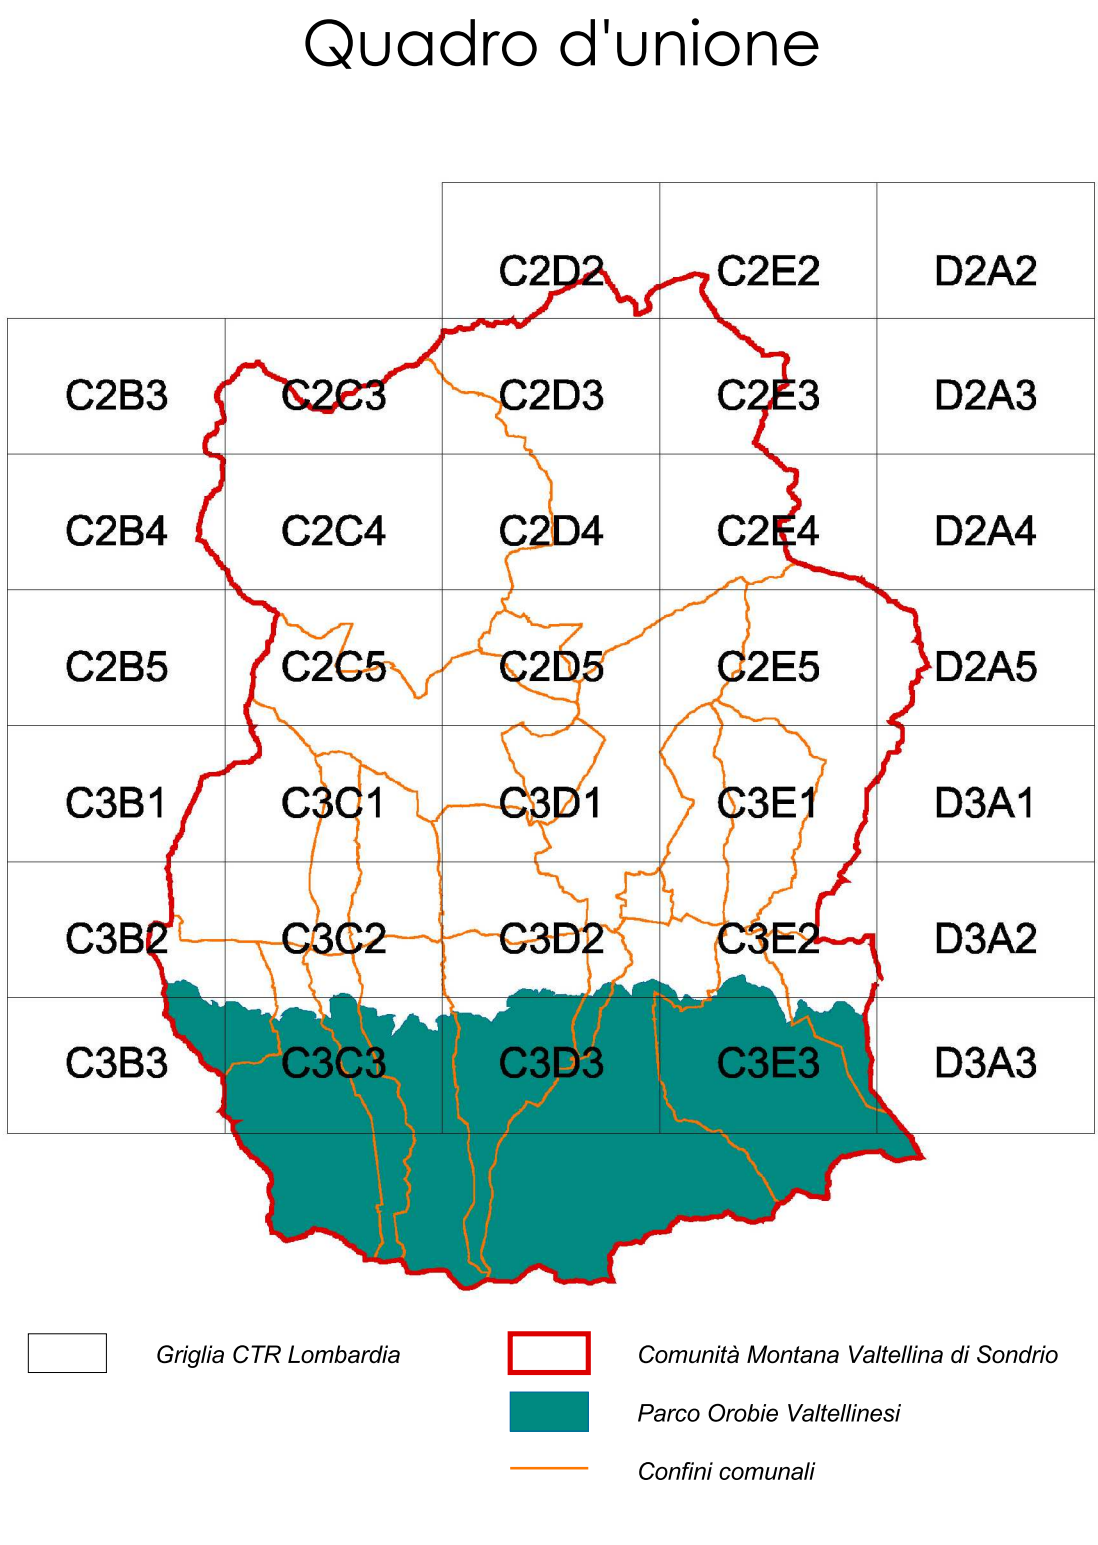 Quadro d'unione
C2D2 C2E2 D2A2
C2B3 C2C3 C2D3 C2E3 D2A3
C2B4 C2C4 C2D4 C2E4 D2A4
C2B5 C2C5 C2D5 C2E5 D2A5
C3B1 C3C1 C3D1 C3E1 D3A1
C3B2 C3C2 C3D2 C3E2 D3A2
C3B3 C3C3 C3D3 C3E3 D3A3
Griglia CTR Lombardia
Comunità Montana Valtellina di Sondrio
Parco Orobie Valtellinesi
Confini comunali